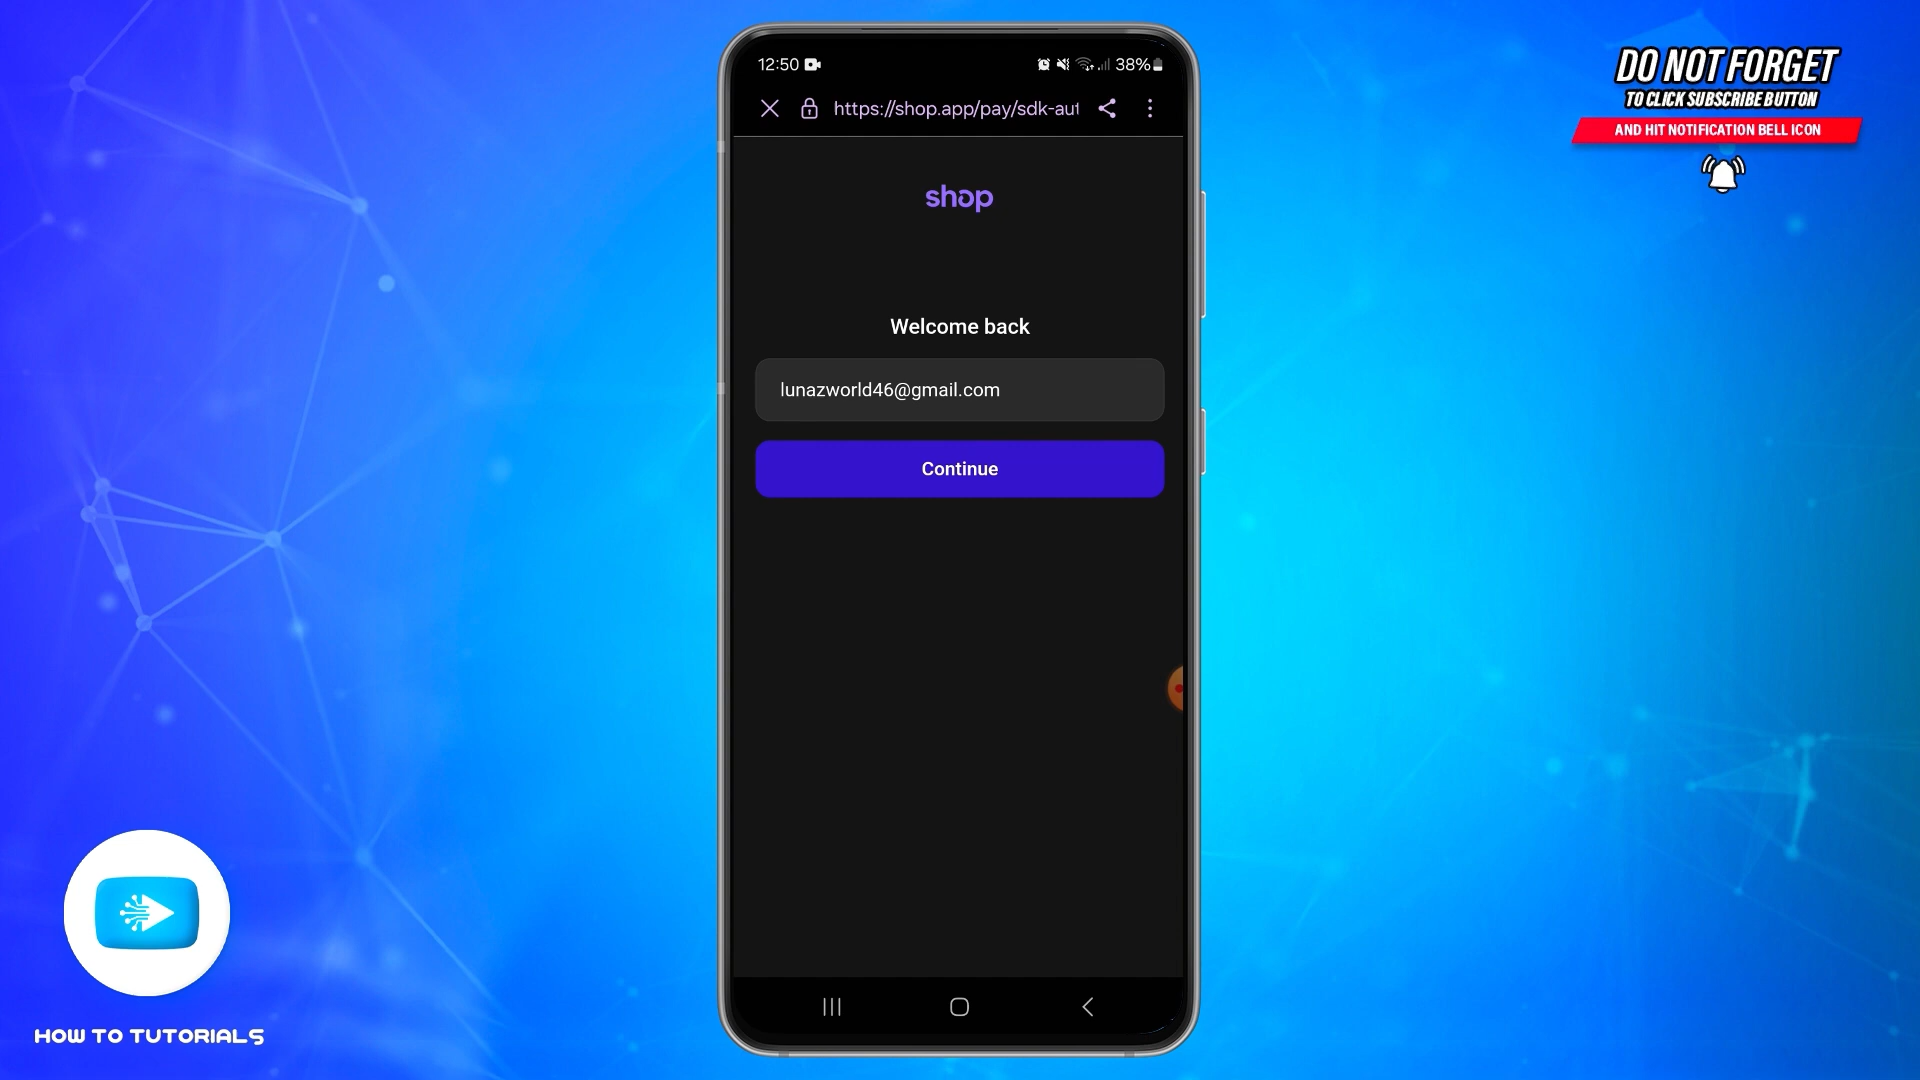 12:50
38%
https://shop.app/pay/sdk-aut
shop
Welcome back
lunazworld46@gmail.com
Continue
DO NOT FORGET
TO CLICK SUBSCRIBE BUTTON
AND HIT NOTIFICATION BELL ICON
HOW TO TUTORIALS